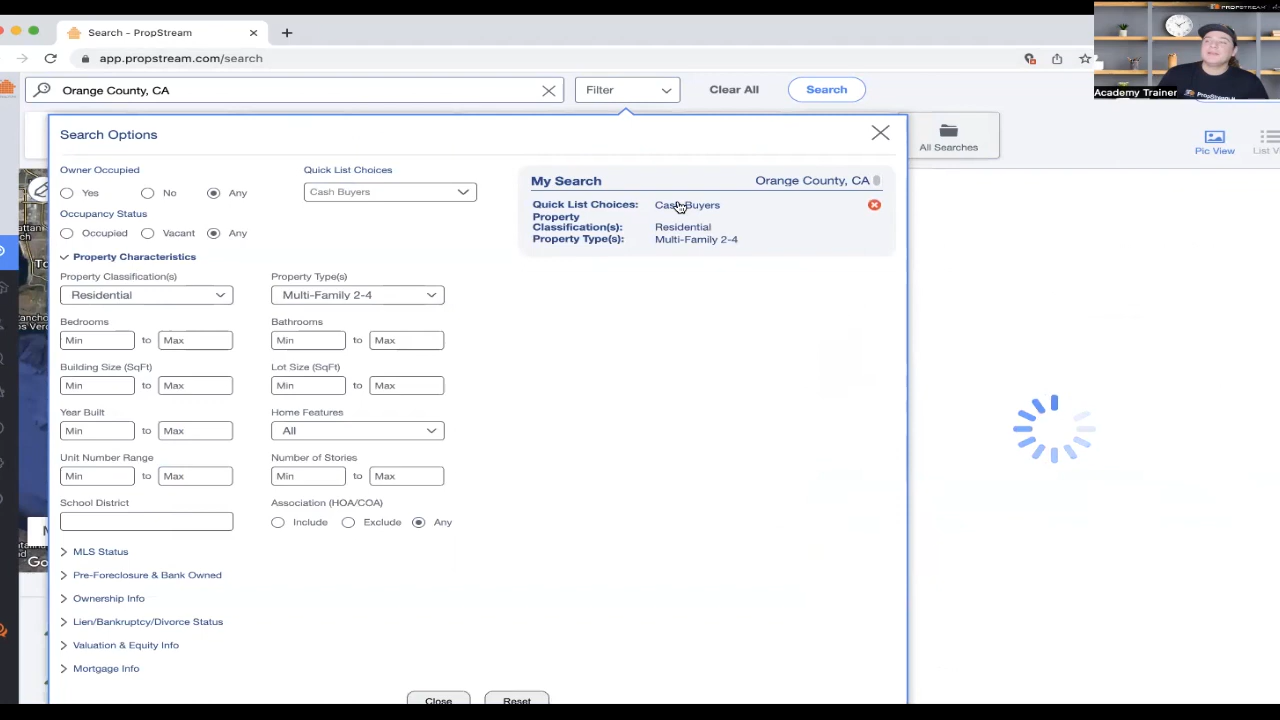 Search - PropStream
app.propstream.com/search
PROPSTREAM
Academy Trainer
Orange County, CA
Filter
Clear All
Search
Search Options
All Searches
Pic View
List V
Owner Occupied
Yes
No
Any
Quick List Choices
Cash Buyers
Occupancy Status
Occupied
Vacant
Any
My Search
Orange County, CA
Quick List Choices: Cash Buyers
Property
Classification(s): Residential
Property Type(s): Multi-Family 2-4
Property Characteristics
Property Classification(s)
Property Type(s)
Residential
Multi-Family 2-4
Bedrooms
Bathrooms
Min to Max
Min to Max
Building Size (SqFt)
Lot Size (SqFt)
Min to Max
Min to Max
Year Built
Home Features
Min to Max
All
Unit Number Range
Number of Stories
Min to Max
Min to Max
School District
Association (HOA/COA)
Include
Exclude
Any
MLS Status
Pre-Foreclosure & Bank Owned
Ownership Info
Lien/Bankruptcy/Divorce Status
Valuation & Equity Info
Mortgage Info
Close
Reset